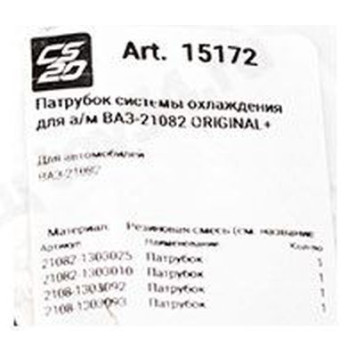 CS
20
Art. 15172
Патрубок системы охлаждения
для а/м ВАЗ-21082 ORIGINAL+
Для автомобилей
ВАЗ-21082
Материал: Резиновая смесь (см. название
Артикул Наименование Кол-во
21082-1303025 Патрубок 1
21082-1303010 Патрубок 1
2108-1303092 Патрубок 1
2108-1303093 Патрубок 1